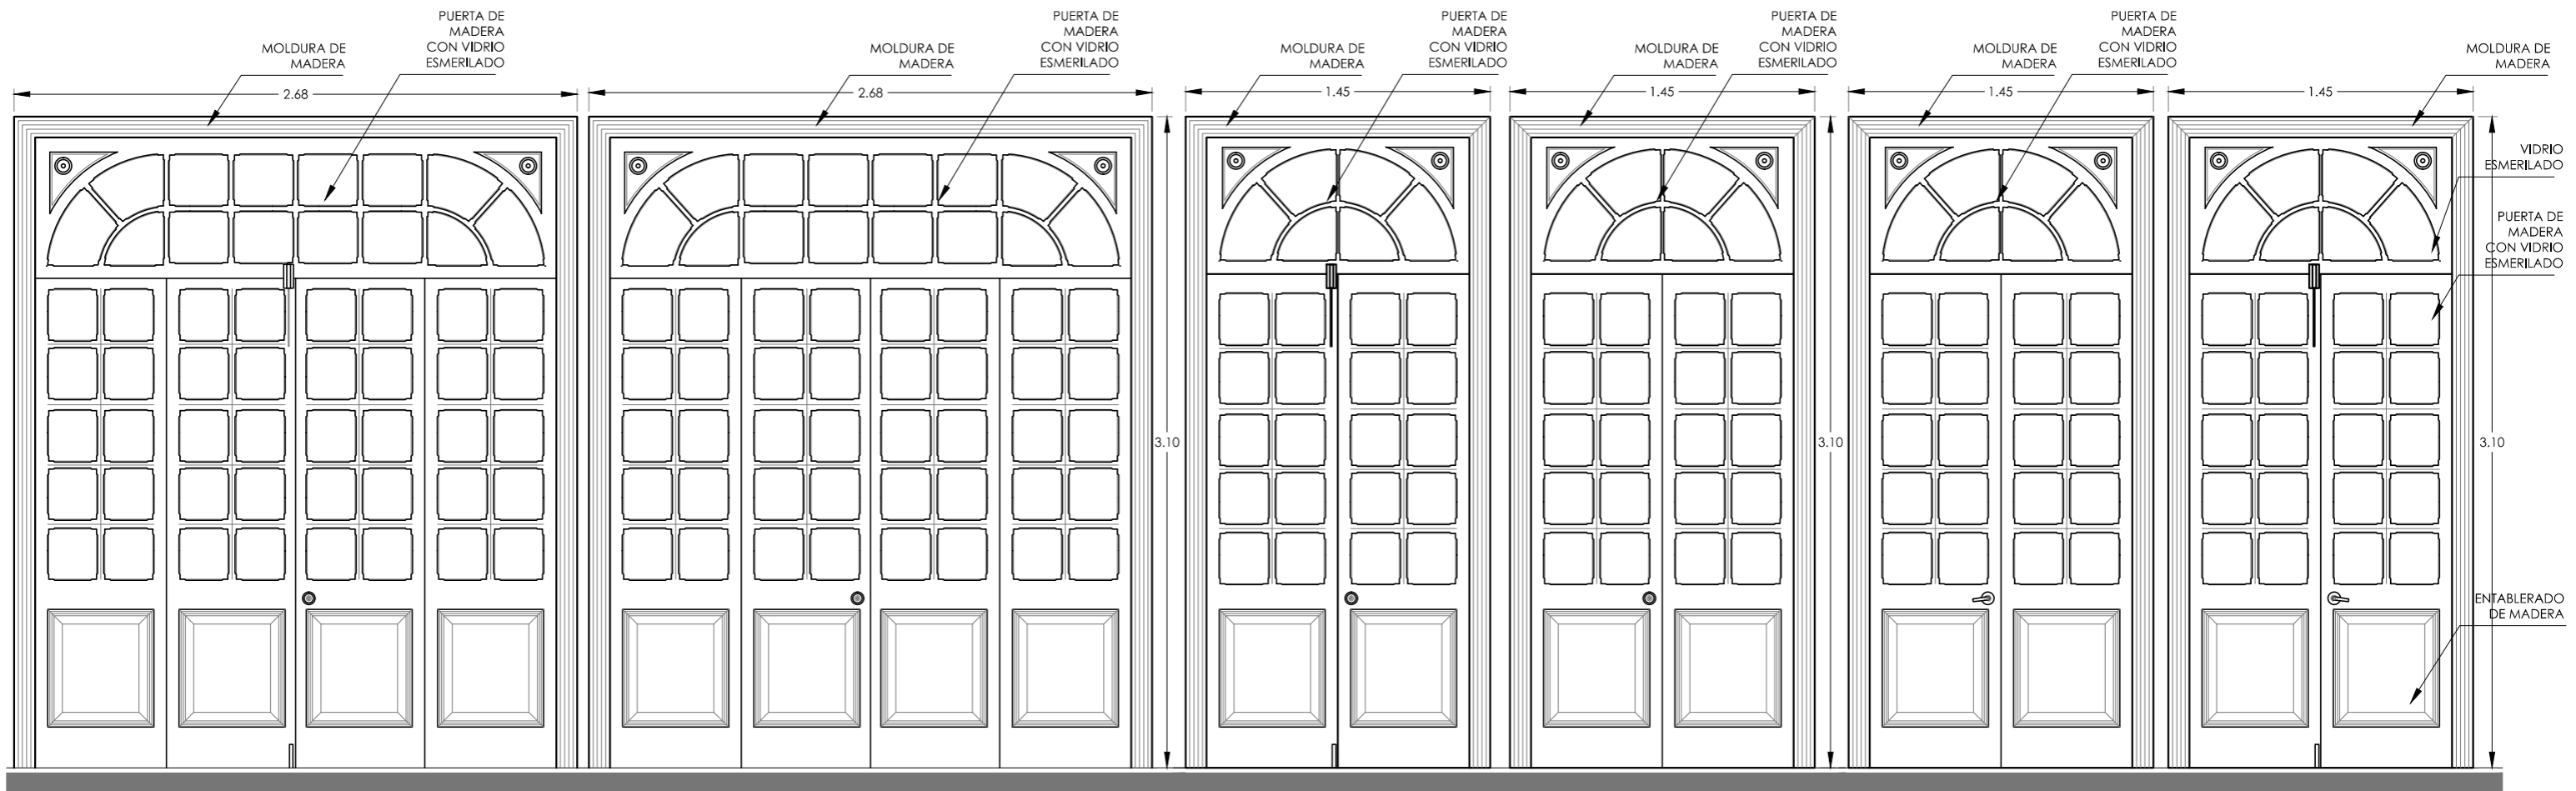 MOLDURA DE
MADERA
PUERTA DE
MADERA
CON VIDRIO
ESMERILADO
2.68
MOLDURA DE
MADERA
PUERTA DE
MADERA
CON VIDRIO
ESMERILADO
2.68
3.10
MOLDURA DE
MADERA
PUERTA DE
MADERA
CON VIDRIO
ESMERILADO
1.45
MOLDURA DE
MADERA
PUERTA DE
MADERA
CON VIDRIO
ESMERILADO
1.45
3.10
MOLDURA DE
MADERA
PUERTA DE
MADERA
CON VIDRIO
ESMERILADO
1.45
MOLDURA DE
MADERA
1.45
VIDRIO
ESMERILADO
PUERTA DE
MADERA
CON VIDRIO
ESMERILADO
3.10
ENTABLERADO
DE MADERA